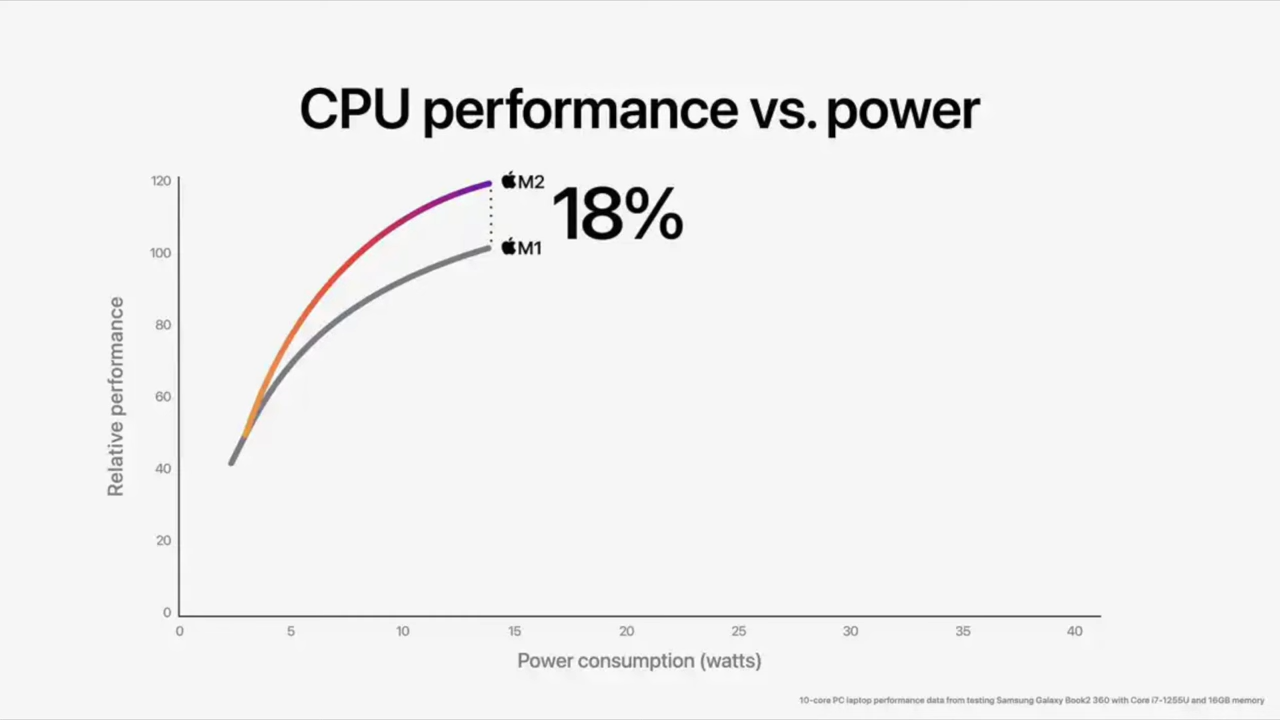 CPU performance vs. power
120
M2
18%
100
M1
80
60
40
20
0
Relative performance
0 5 10 15 20 25 30 35 40
Power consumption (watts)
10-core PC laptop performance data from testing Samsung Galaxy Book2 360 with Core i7-1255U and 16GB memory